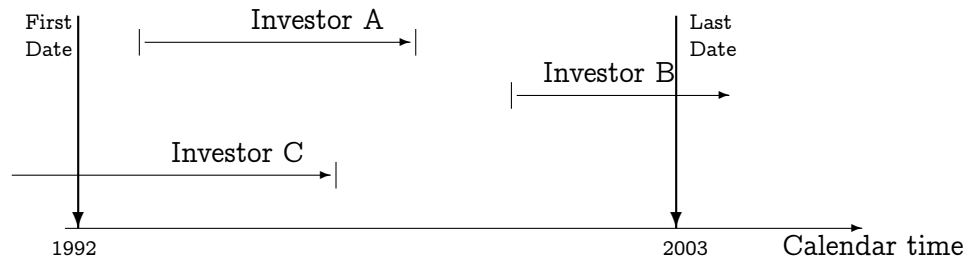 First
Date
Investor A
Last
Date
Investor B
Investor C
1992
2003
Calendar time